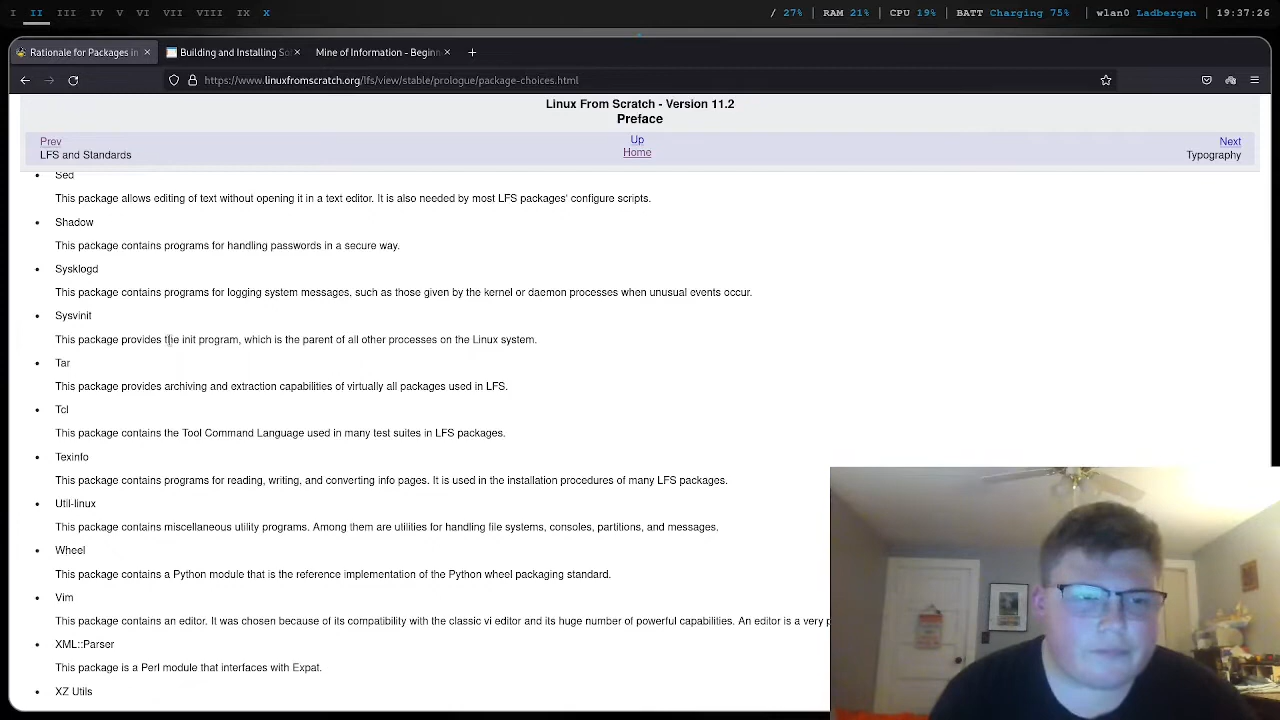 I II III IV V VI VII VIII IX X
/ 27% | RAM 21% | CPU 19% | BATT Charging 75% | wlan0 Ladbergen | 19:37:26
Rationale for Packages in
Building and Installing So
Mine of Information - Beginn
https://www.linuxfromscratch.org/lfs/view/stable/prologue/package-choices.html
Linux From Scratch - Version 11.2
Preface
Prev Up Next
LFS and Standards Home Typography
Sed
This package allows editing of text without opening it in a text editor. It is also needed by most LFS packages' configure scripts.
Shadow
This package contains programs for handling passwords in a secure way.
Sysklogd
This package contains programs for logging system messages, such as those given by the kernel or daemon processes when unusual events occur.
Sysvinit
This package provides the init program, which is the parent of all other processes on the Linux system.
Tar
This package provides archiving and extraction capabilities of virtually all packages used in LFS.
Tcl
This package contains the Tool Command Language used in many test suites in LFS packages.
Texinfo
This package contains programs for reading, writing, and converting info pages. It is used in the installation procedures of many LFS packages.
Util-linux
This package contains miscellaneous utility programs. Among them are utilities for handling file systems, consoles, partitions, and messages.
Wheel
This package contains a Python module that is the reference implementation of the Python wheel packaging standard.
Vim
This package contains an editor. It was chosen because of its compatibility with the classic vi editor and its huge number of powerful capabilities. An editor is a very p
XML::Parser
This package is a Perl module that interfaces with Expat.
XZ Utils